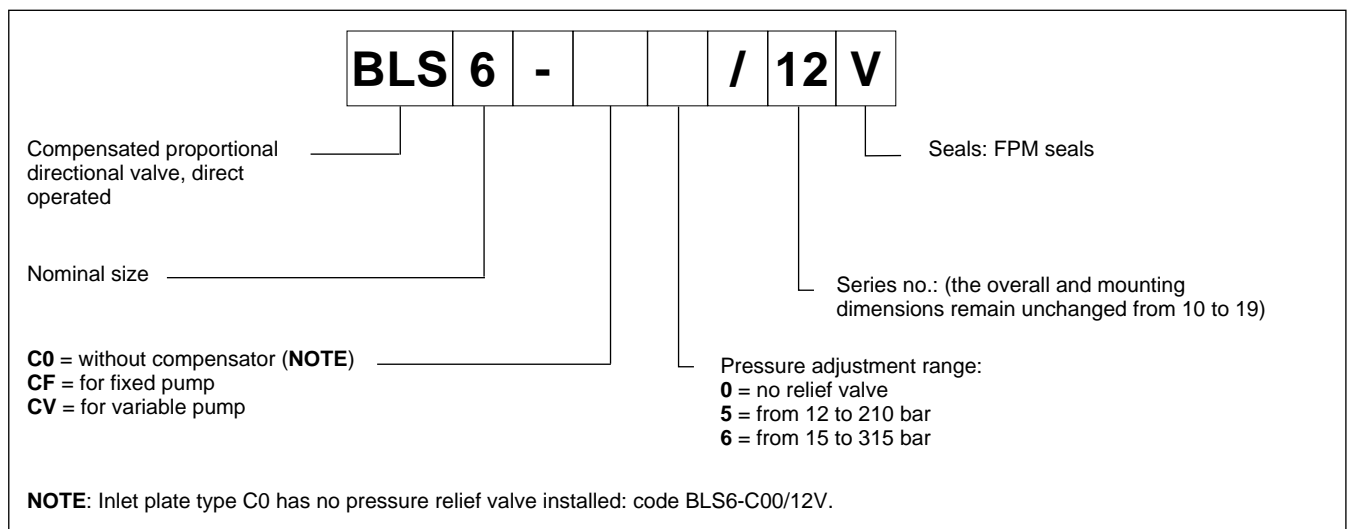 BLS 6 - / 12 V
Compensated proportional
directional valve, direct
operated
Seals: FPM seals
Nominal size
Series no.: (the overall and mounting
dimensions remain unchanged from 10 to 19)
C0 = without compensator (NOTE)
CF = for fixed pump
CV = for variable pump
Pressure adjustment range:
0 = no relief valve
5 = from 12 to 210 bar
6 = from 15 to 315 bar
NOTE: Inlet plate type C0 has no pressure relief valve installed: code BLS6-C00/12V.